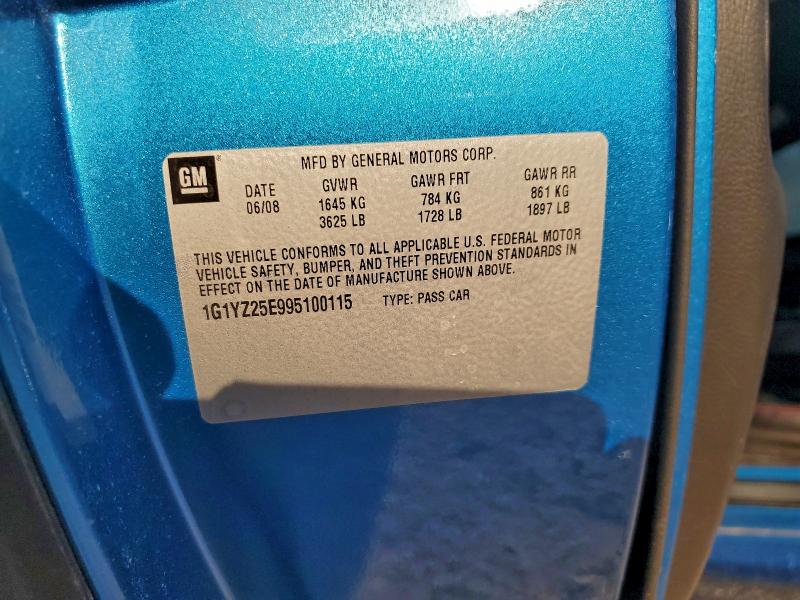 GM
MFD BY GENERAL MOTORS CORP.
DATE GVWR GAWR FRT GAWR RR
06/08 1645 KG 784 KG 861 KG
3625 LB 1728 LB 1897 LB
THIS VEHICLE CONFORMS TO ALL APPLICABLE U.S. FEDERAL MOTOR
VEHICLE SAFETY, BUMPER, AND THEFT PREVENTION STANDARDS IN
EFFECT ON THE DATE OF MANUFACTURE SHOWN ABOVE.
1G1YZ25E995100115 TYPE: PASS CAR